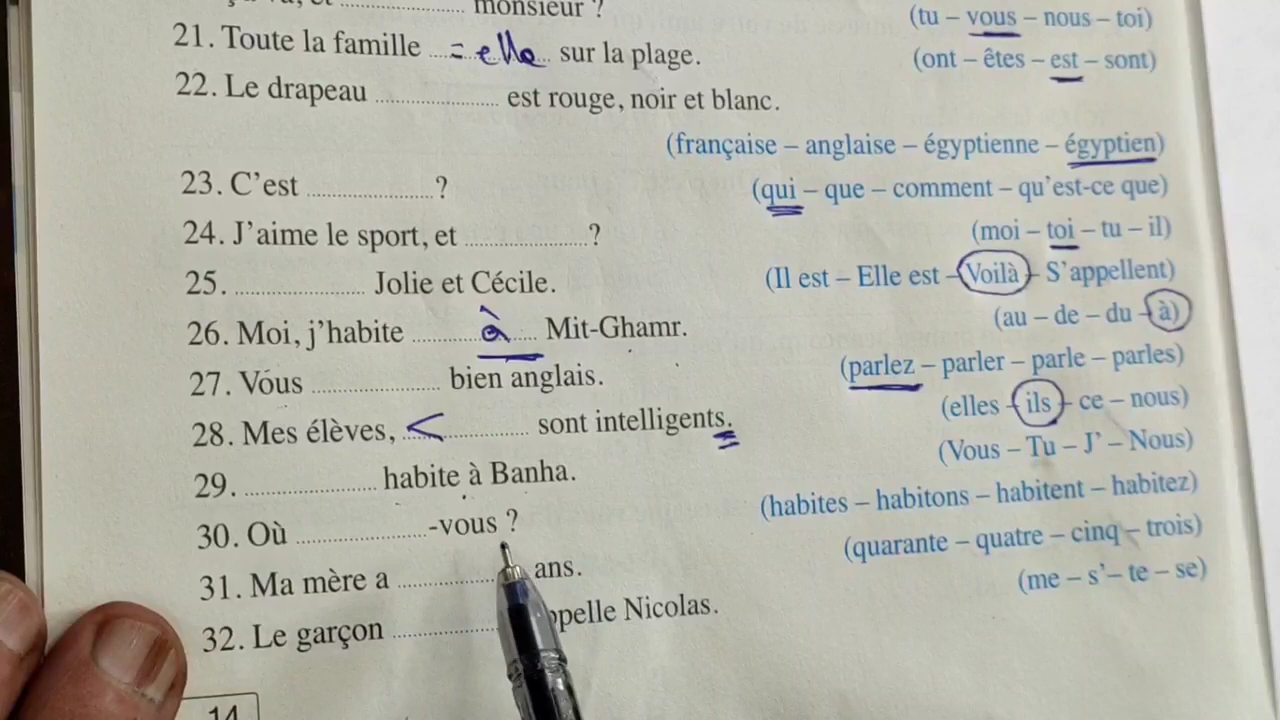 monsieur ?
(tu – vous – nous – toi)
21. Toute la famille = elle sur la plage.
(ont – êtes – est – sont)
22. Le drapeau .................. est rouge, noir et blanc.
(française – anglaise – égyptienne – égyptien)
23. C'est .................. ?
(qui – que – comment – qu'est-ce que)
24. J'aime le sport, et .................. ?
(moi – toi – tu – il)
25. .................. Jolie et Cécile.
(Il est – Elle est – Voilà – S'appellent)
26. Moi, j'habite ......à...... Mit-Ghamr.
(au – de – du – à)
27. Vous .................. bien anglais.
(parlez – parler – parle – parles)
28. Mes élèves, .................. sont intelligents.
(elles – ils – ce – nous)
29. .................. habite à Banha.
(Vous – Tu – J' – Nous)
30. Où .................. -vous ?
(habites – habitons – habitent – habitez)
31. Ma mère a .................. ans.
(quarante – quatre – cinq – trois)
32. Le garçon .................. ppelle Nicolas.
(me – s' – te – se)
14